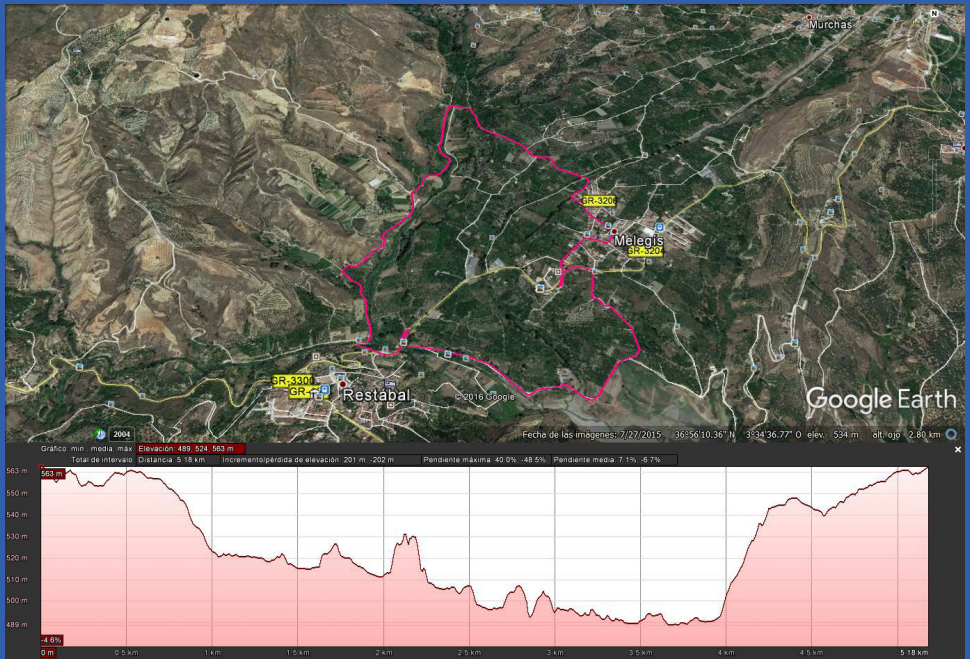 Murchas
N
GR-320
Melegís
GR-3204
GR-330
GR-
Restábal
© 2016 Google
Google Earth
2004
Fecha de las imágenes: 7/27/2015 36°56'10.36" N 3°34'36.77" O elev. 534 m alt. ojo 2.80 km
Gráfico: mín., media, máx. Elevación: 489, 524, 563 m
Total de intervalo: Distancia: 5.18 km Incremento/pérdida de elevación: 201 m, -202 m Pendiente máxima: 40.0%, -48.5% Pendiente media: 7.1%, -6.7%
563 m
563 m
550 m
540 m
530 m
520 m
510 m
500 m
489 m
-4.6%
0 m 0.5 km 1 km 1.5 km 2 km 2.5 km 3 km 3.5 km 4 km 4.5 km 5.18 km